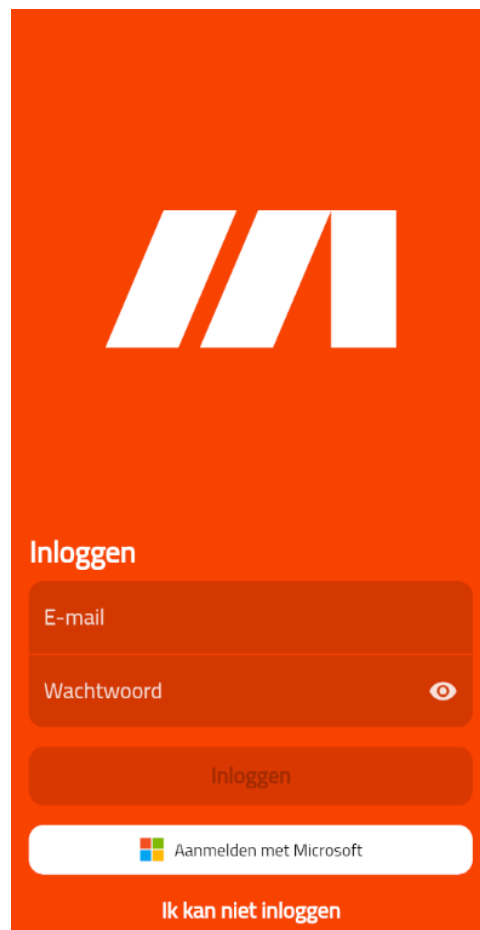 Inloggen
E-mail
Wachtwoord
Inloggen
Aanmelden met Microsoft
Ik kan niet inloggen